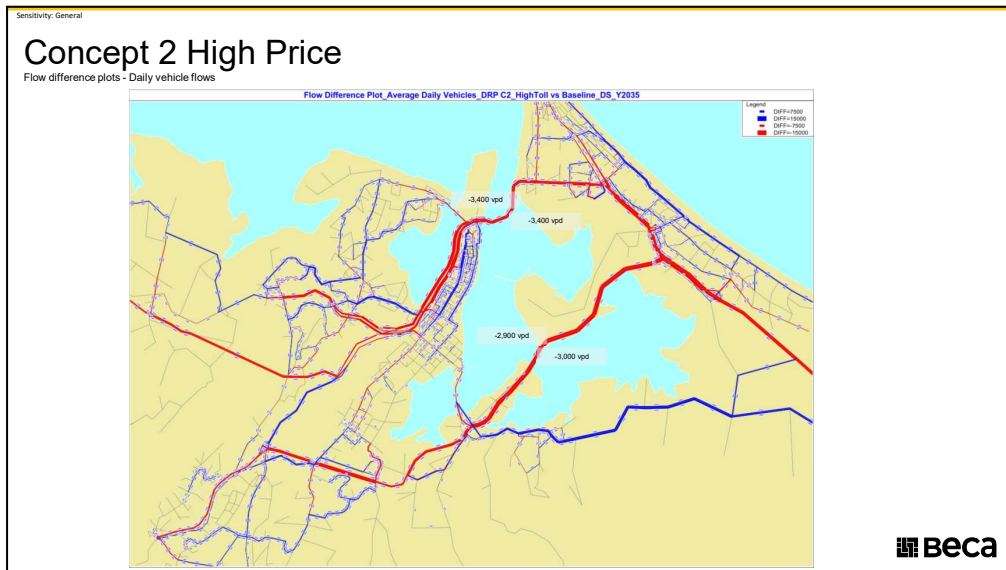 Sensitivity: General
Concept 2 High Price
Flow difference plots - Daily vehicle flows
Flow Difference Plot_Average Daily Vehicles_DRP C2_HighToll vs Baseline_DS_Y2035
Legend
DIFF=7500
DIFF=15000
DIFF=-7500
DIFF=-15000
-3,400 vpd
-3,400 vpd
-2,900 vpd
-3,000 vpd
Beca